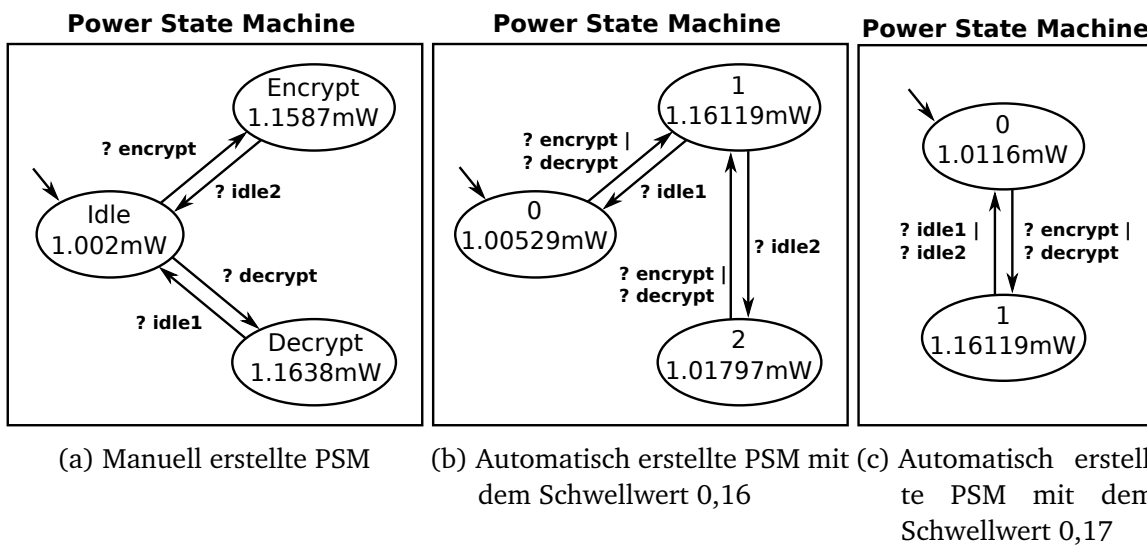 Power State Machine
Encrypt
1.1587mW
? encrypt
? idle2
Idle
1.002mW
? decrypt
? idle1
Decrypt
1.1638mW
(a) Manuell erstellte PSM
Power State Machine
1
1.16119mW
? encrypt |
? decrypt
? idle1
0
1.00529mW
? idle2
? encrypt |
? decrypt
2
1.01797mW
(b) Automatisch erstellte PSM mit
dem Schwellwert 0,16
Power State Machine
0
1.0116mW
? idle1 |
? idle2
? encrypt |
? decrypt
1
1.16119mW
(c) Automatisch erstell
te PSM mit dem
Schwellwert 0,17